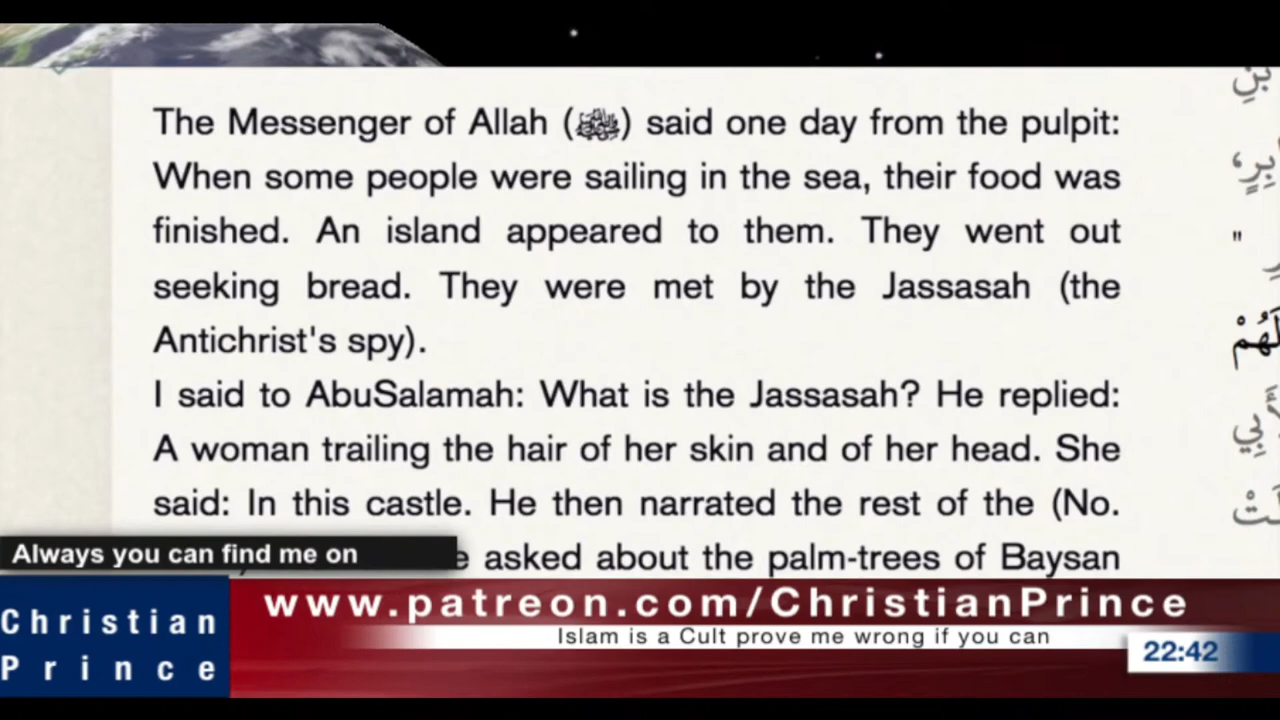 The Messenger of Allah (ﷺ) said one day from the pulpit:
When some people were sailing in the sea, their food was
finished. An island appeared to them. They went out
seeking bread. They were met by the Jassasah (the
Antichrist's spy).
I said to AbuSalamah: What is the Jassasah? He replied:
A woman trailing the hair of her skin and of her head. She
said: In this castle. He then narrated the rest of the (No.
asked about the palm-trees of Baysan
Always you can find me on
www.patreon.com/ChristianPrince
Christian
Prince
Islam is a Cult prove me wrong if you can
22:42